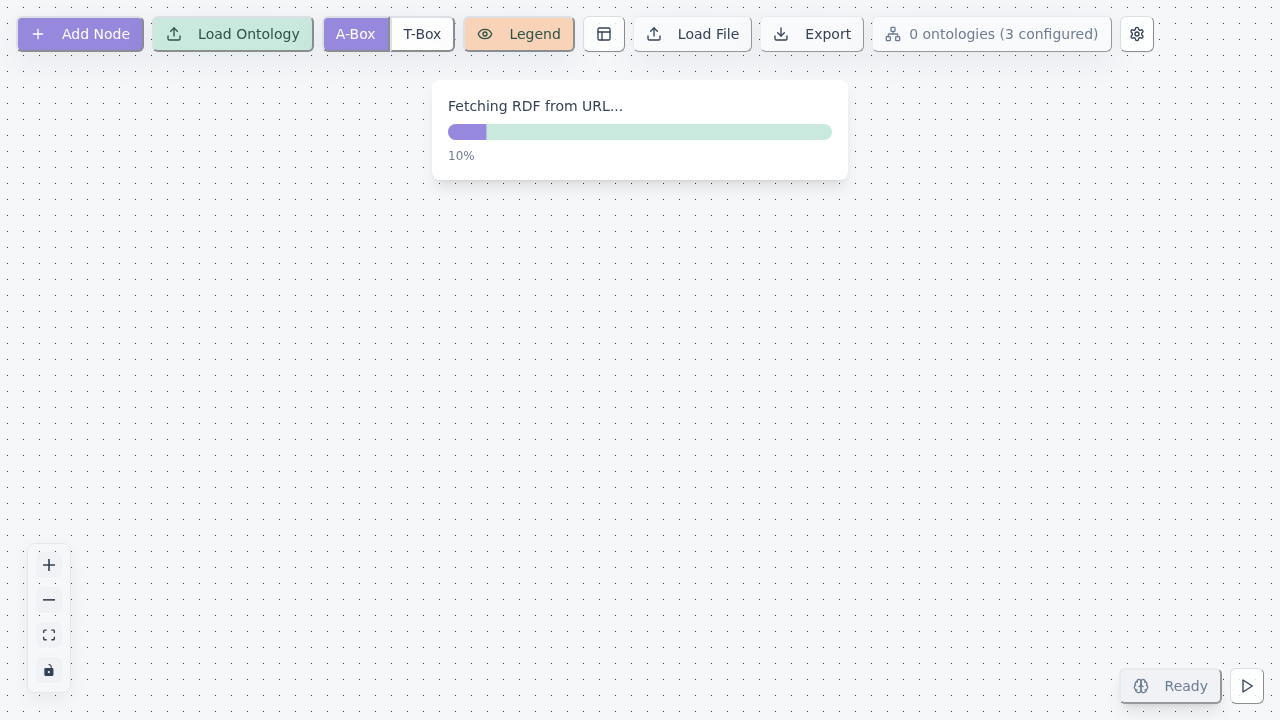 Add Node Load Ontology A-Box T-Box Legend Load File Export 0 ontologies (3 configured)
Fetching RDF from URL...
10%
Ready